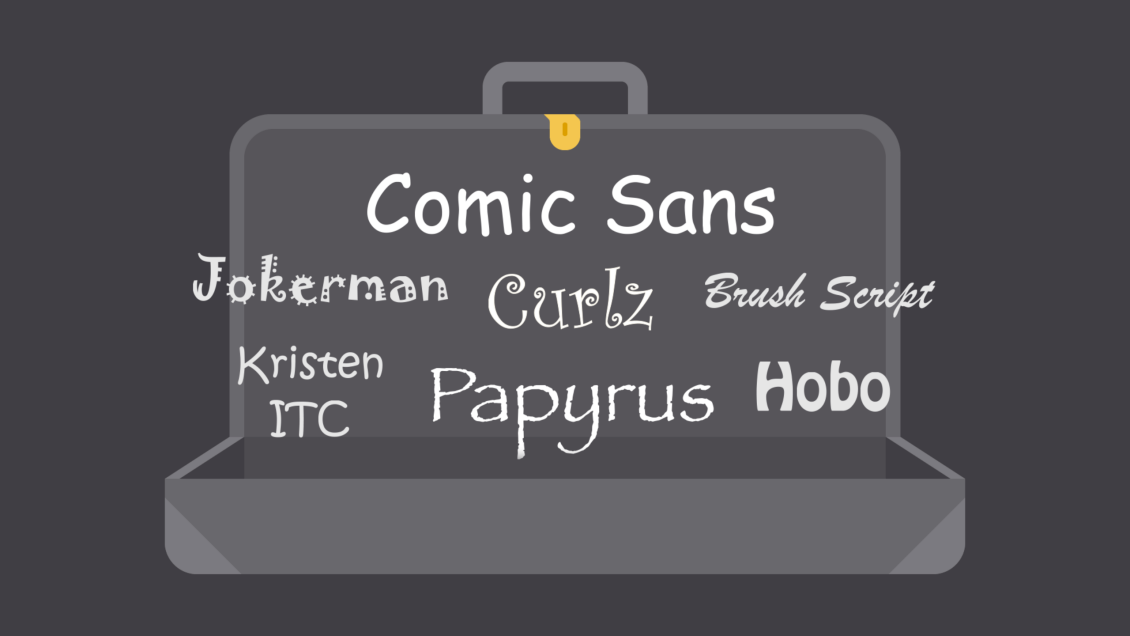 Comic Sans
Jokerman
Curlz
Brush Script
Kristen
ITC
Papyrus
Hobo